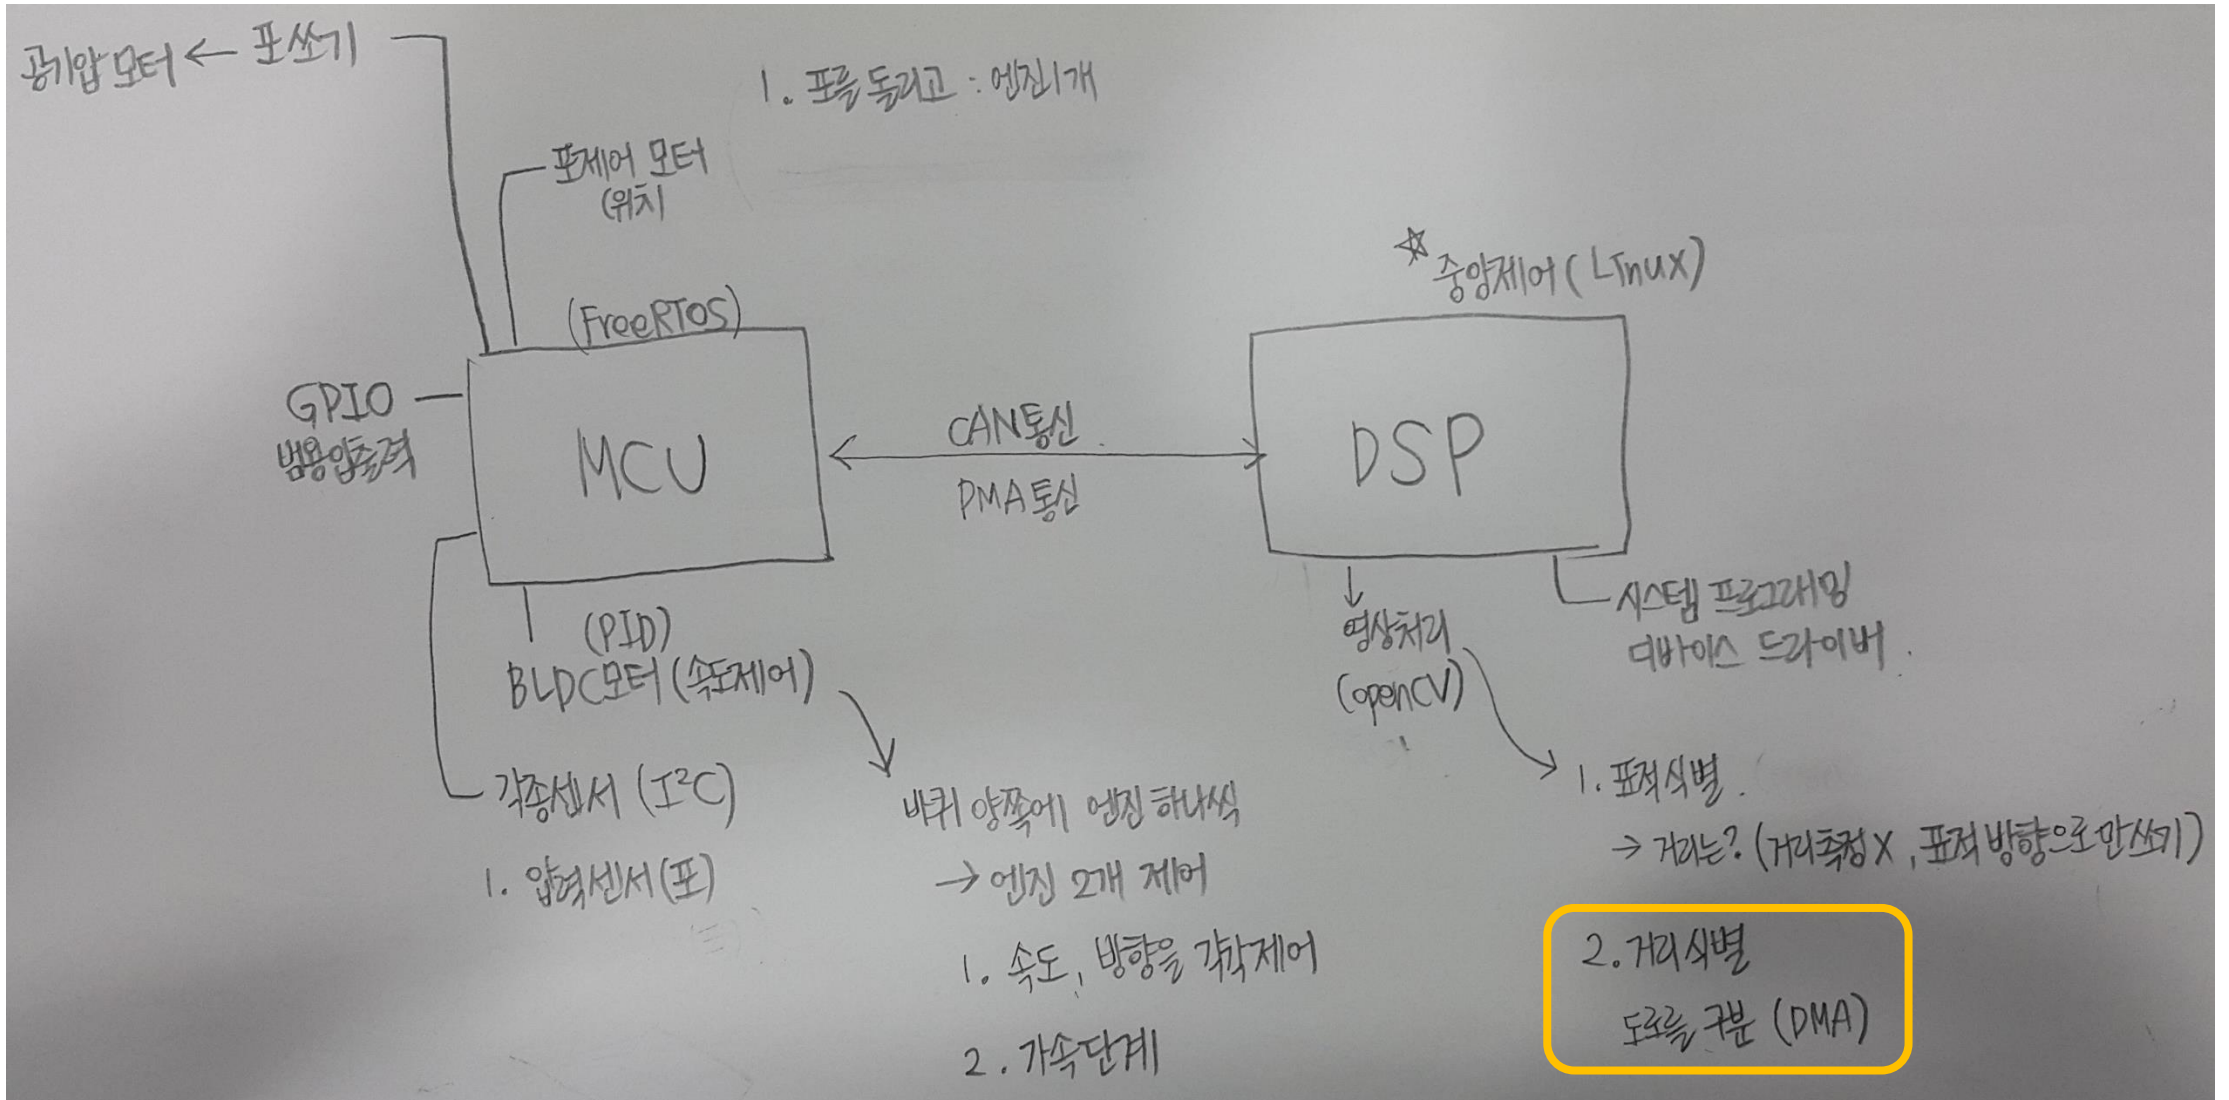 공기압 모터 ← 포쏘기
1. 포를 돌리고 : 엔진1개
포제어 모터
(위치
☆ 중앙제어 (Linux)
(FreeRTOS)
GPIO
범용입출력
MCU
CAN통신
DMA통신
DSP
(PID)
BLDC모터 (속도제어)
영상처리
(openCV)
시스템 프로그래밍
디바이스 드라이버.
각종센서 (I²C)
1. 압력센서(포)
바퀴 양쪽에 엔진 하나씩
→ 엔진 2개 제어
1. 속도, 방향을 각각제어
2. 가속단계
1. 표적식별.
→ 거리는? (거리측정X, 표적 방향으로만쏘기)
2. 거리식별
도로를 구분 (DMA)